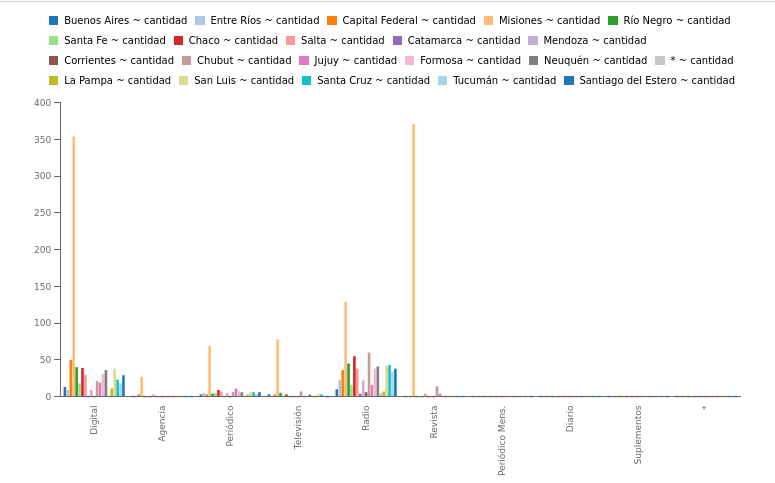 Buenos Aires ~ cantidad Entre Ríos ~ cantidad Capital Federal ~ cantidad Misiones ~ cantidad Río Negro ~ cantidad
Santa Fe ~ cantidad Chaco ~ cantidad Salta ~ cantidad Catamarca ~ cantidad Mendoza ~ cantidad
Corrientes ~ cantidad Chubut ~ cantidad Jujuy ~ cantidad Formosa ~ cantidad Neuquén ~ cantidad * ~ cantidad
La Pampa ~ cantidad San Luis ~ cantidad Santa Cruz ~ cantidad Tucumán ~ cantidad Santiago del Estero ~ cantidad
400
350
300
250
200
150
100
50
0
Digital
Agencia
Periódico
Televisión
Radio
Revista
Periódico Mens.
Diario
Suplementos
*